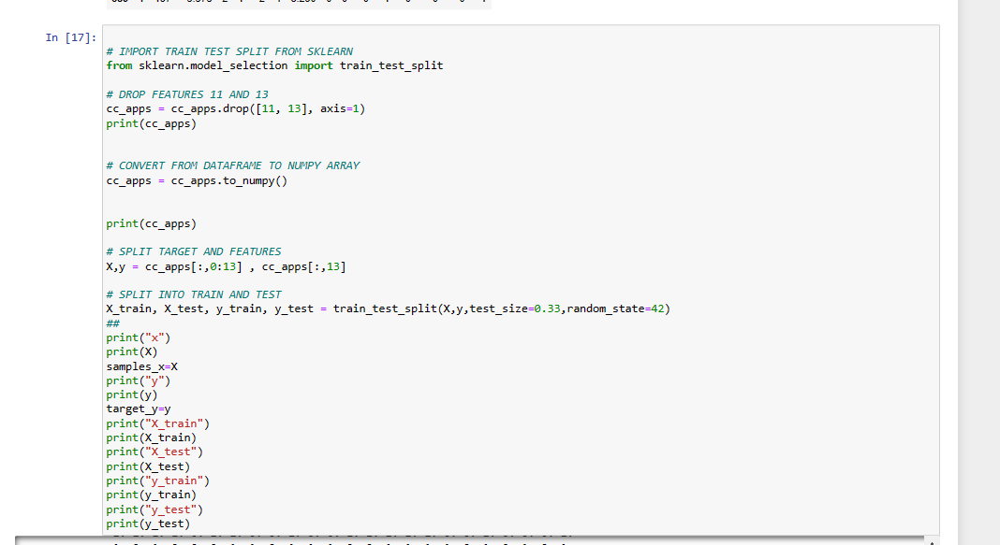 In [17]:
# IMPORT TRAIN TEST SPLIT FROM SKLEARN
from sklearn.model_selection import train_test_split
# DROP FEATURES 11 AND 13
cc_apps = cc_apps.drop([11, 13], axis=1)
print(cc_apps)
# CONVERT FROM DATAFRAME TO NUMPY ARRAY
cc_apps = cc_apps.to_numpy()
print(cc_apps)
# SPLIT TARGET AND FEATURES
X,y = cc_apps[:,0:13] , cc_apps[:,13]
# SPLIT INTO TRAIN AND TEST
X_train, X_test, y_train, y_test = train_test_split(X,y,test_size=0.33,random_state=42)
##
print("x")
print(X)
samples_x=X
print("y")
print(y)
target_y=y
print("X_train")
print(X_train)
print("X_test")
print(X_test)
print("y_train")
print(y_train)
print("y_test")
print(y_test)